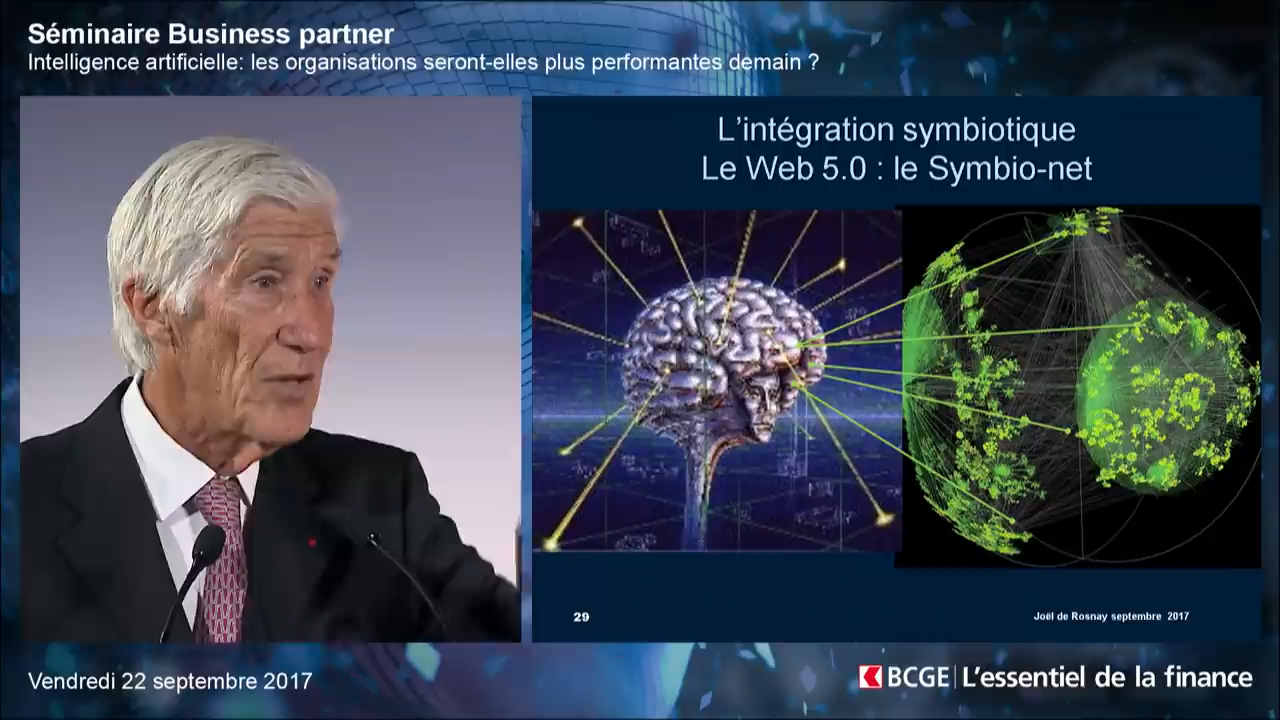 Séminaire Business partner
Intelligence artificielle: les organisations seront-elles plus performantes demain ?
L'intégration symbiotique
Le Web 5.0 : le Symbio-net
29
Joël de Rosnay septembre 2017
Vendredi 22 septembre 2017
BCGE L'essentiel de la finance